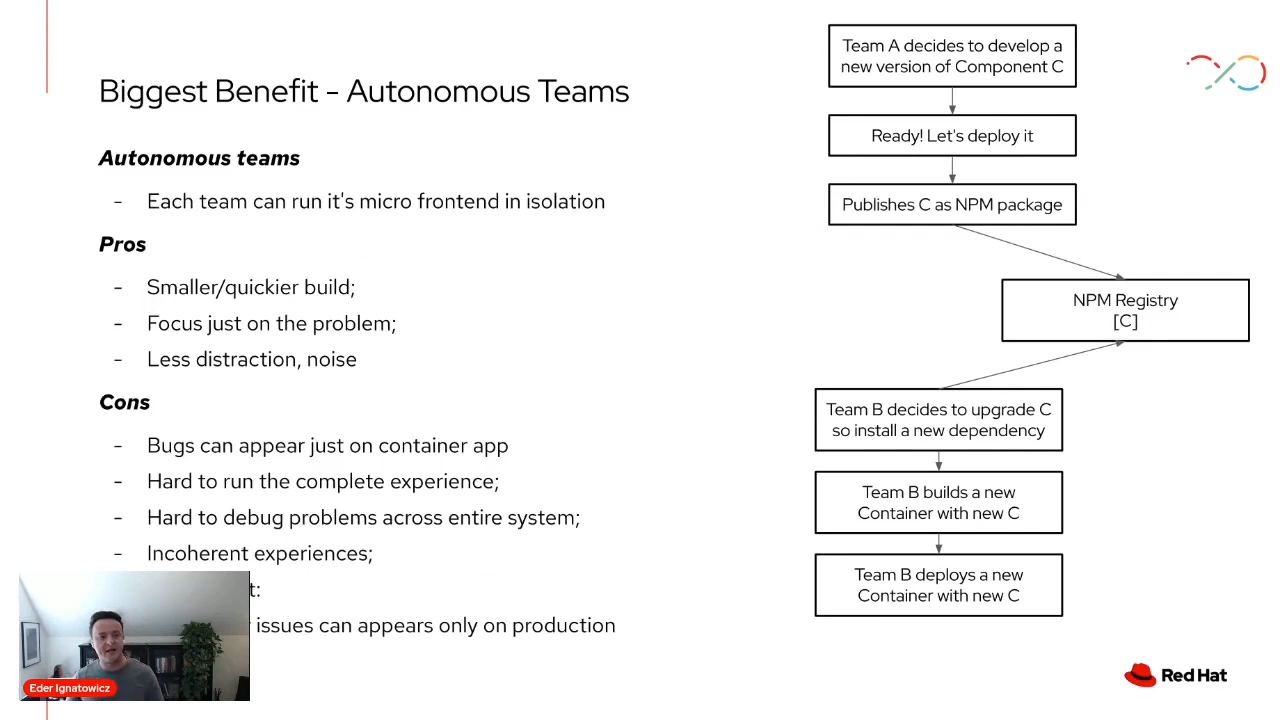 Biggest Benefit - Autonomous Teams
Autonomous teams
- Each team can run it's micro frontend in isolation
Pros
- Smaller/quickier build;
- Focus just on the problem;
- Less distraction, noise
Cons
- Bugs can appear just on container app
- Hard to run the complete experience;
- Hard to debug problems across entire system;
- Incoherent experiences;
issues can appears only on production
Team A decides to develop a
new version of Component C
Ready! Let's deploy it
Publishes C as NPM package
NPM Registry
[C]
Team B decides to upgrade C
so install a new dependency
Team B builds a new
Container with new C
Team B deploys a new
Container with new C
Eder Ignatowicz
Red Hat